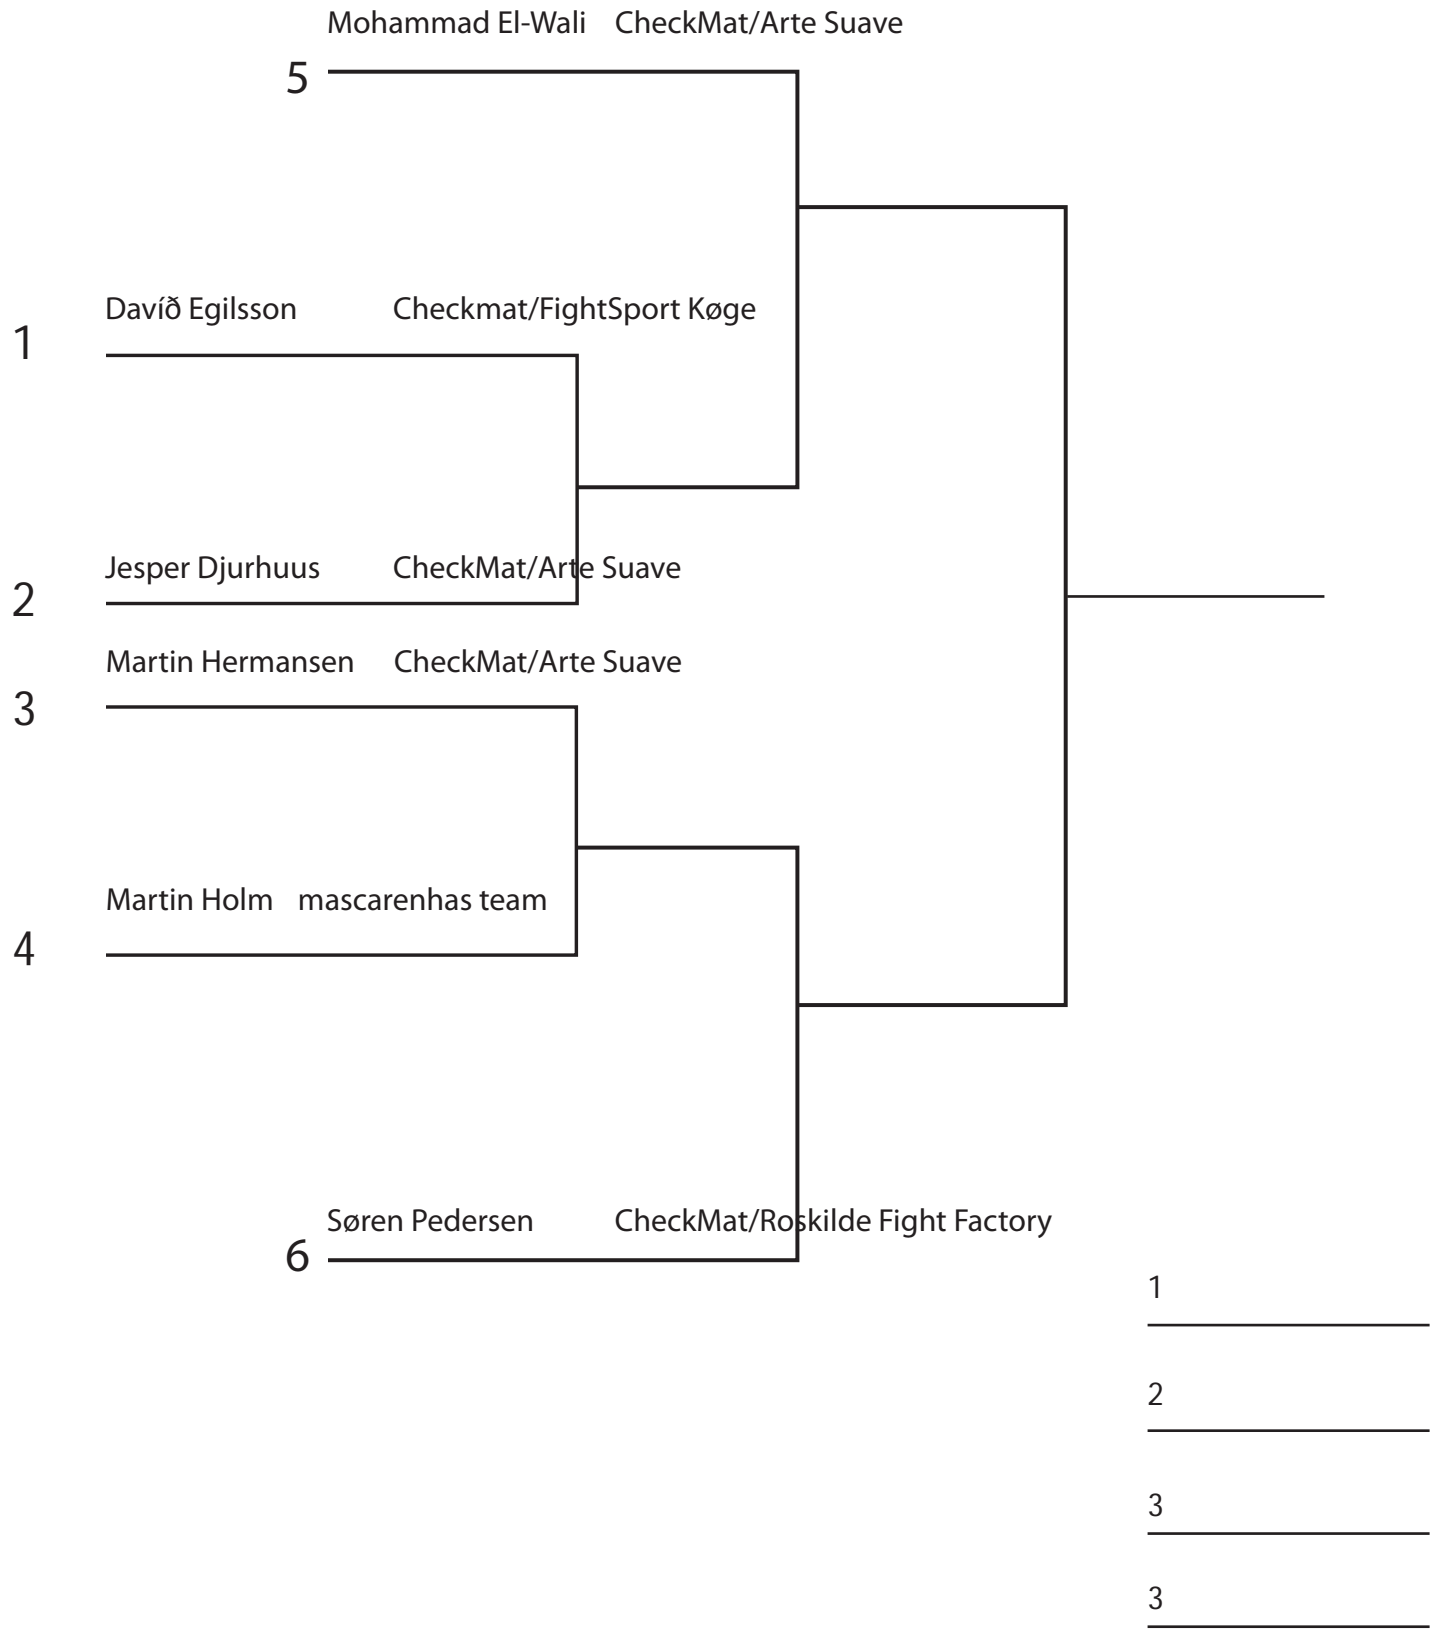 Mohammad El-Wali CheckMat/Arte Suave
5
Davíð Egilsson Checkmat/FightSport Køge
1
Jesper Djurhuus CheckMat/Arte Suave
2
Martin Hermansen CheckMat/Arte Suave
3
Martin Holm mascarenhas team
4
Søren Pedersen CheckMat/Roskilde Fight Factory
6
1
2
3
3